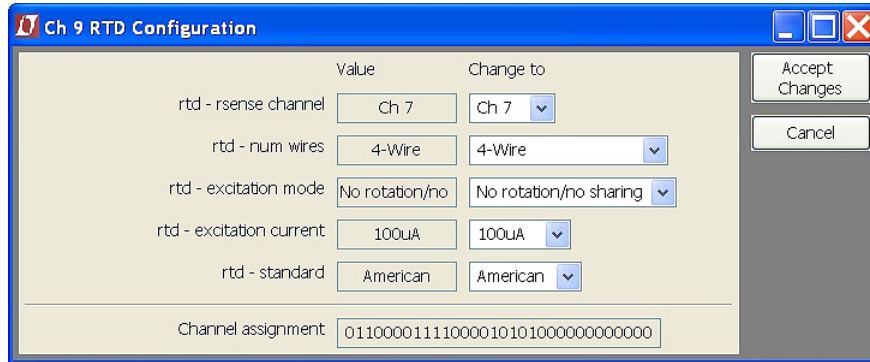 Ch 9 RTD Configuration
Value Change to
Accept Changes
rtd - rsense channel Ch 7 Ch 7
Cancel
rtd - num wires 4-Wire 4-Wire
rtd - excitation mode No rotation/no No rotation/no sharing
rtd - excitation current 100uA 100uA
rtd - standard American American
Channel assignment 01100001111000010101000000000000